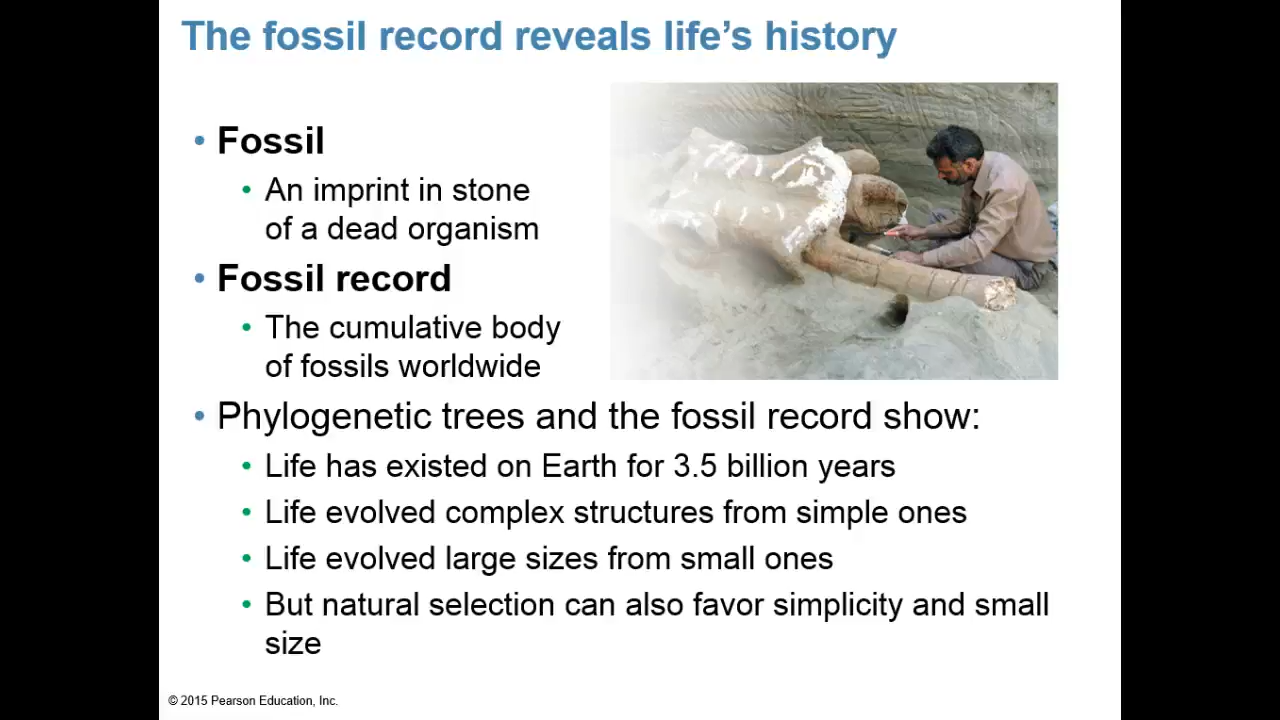 The fossil record reveals life’s history
• Fossil
• An imprint in stone
of a dead organism
• Fossil record
• The cumulative body
of fossils worldwide
• Phylogenetic trees and the fossil record show:
• Life has existed on Earth for 3.5 billion years
• Life evolved complex structures from simple ones
• Life evolved large sizes from small ones
• But natural selection can also favor simplicity and small
size
© 2015 Pearson Education, Inc.